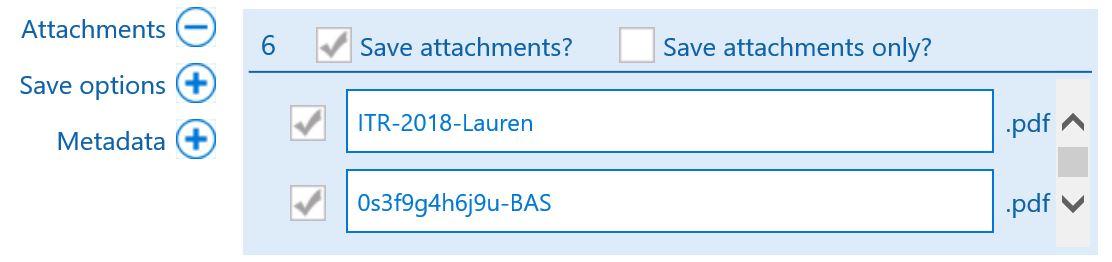 Attachments
Save options
Metadata
6 Save attachments? Save attachments only?
ITR-2018-Lauren .pdf
0s3f9g4h6j9u-BAS .pdf